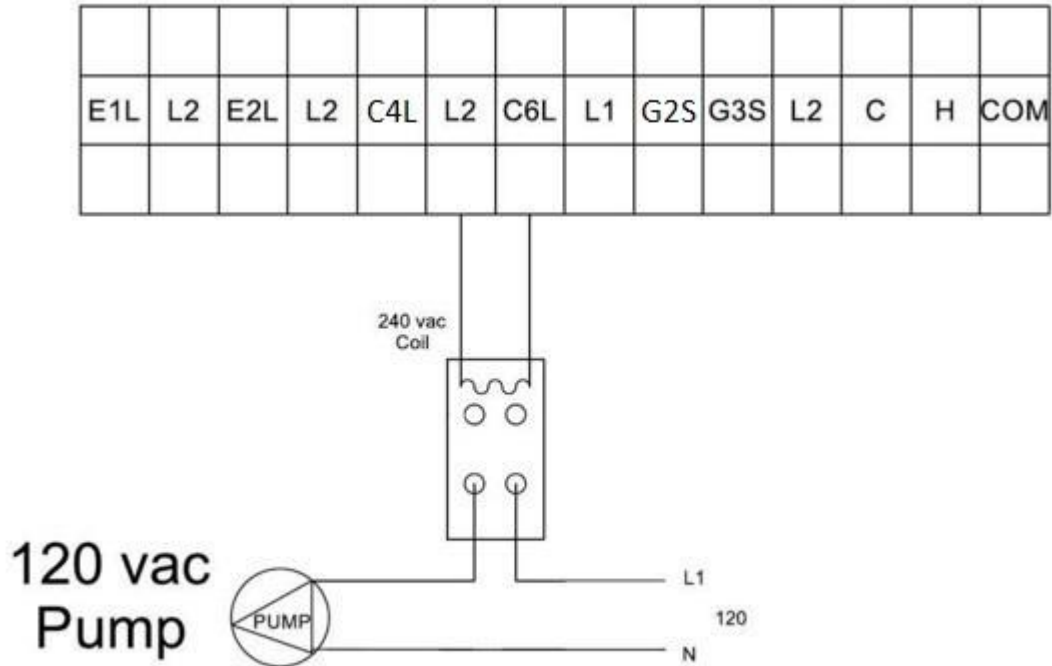 E1L L2 E2L L2 C4L L2 C6L L1 G2S G3S L2 C H COM
240 vac
Coil
120 vac
Pump
PUMP
L1
120
N